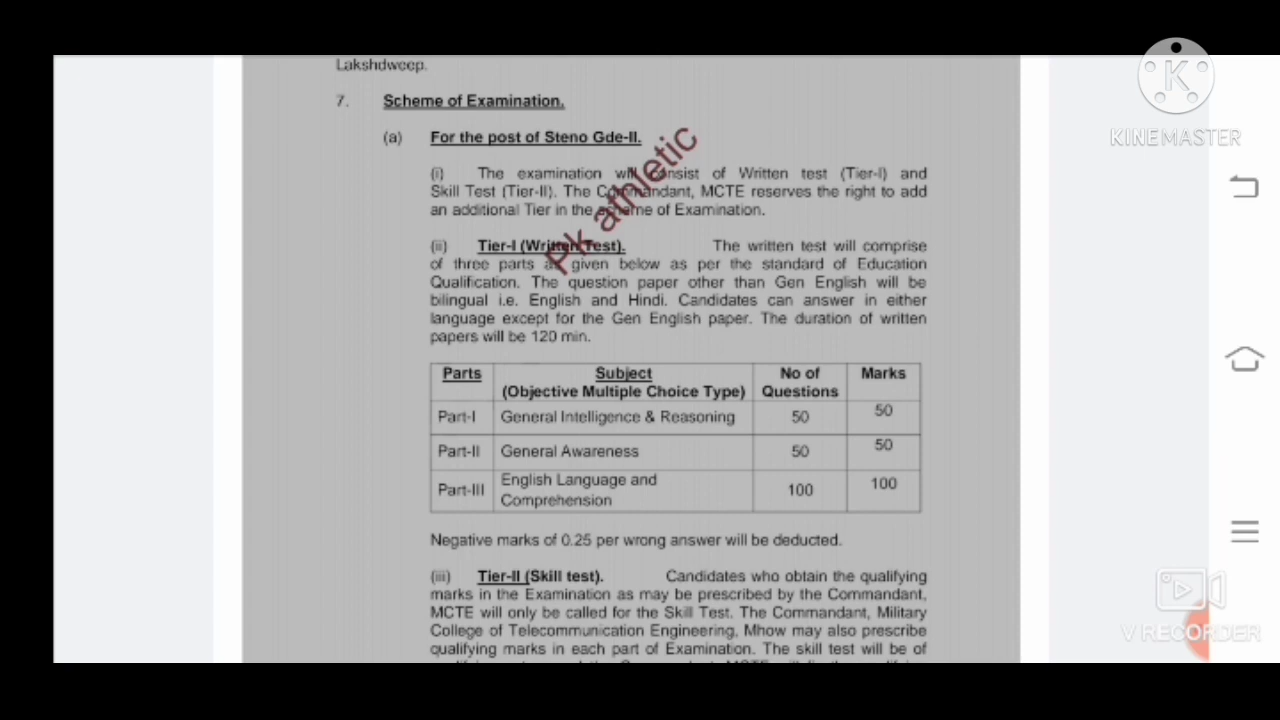 Lakshdweep.
7. Scheme of Examination.
(a) For the post of Steno Gde-II.
(i) The examination will consist of Written test (Tier-I) and
Skill Test (Tier-II). The Commandant, MCTE reserves the right to add
an additional Tier in the scheme of Examination.
(ii) Tier-I (Written Test). The written test will comprise
of three parts as given below as per the standard of Education
Qualification. The question paper other than Gen English will be
bilingual i.e. English and Hindi. Candidates can answer in either
language except for the Gen English paper. The duration of written
papers will be 120 min.
Parts Subject No of Marks
(Objective Multiple Choice Type) Questions
Part-I General Intelligence & Reasoning 50 50
Part-II General Awareness 50 50
Part-III English Language and Comprehension 100 100
Negative marks of 0.25 per wrong answer will be deducted.
(iii) Tier-II (Skill test). Candidates who obtain the qualifying
marks in the Examination as may be prescribed by the Commandant,
MCTE will only be called for the Skill Test. The Commandant, Military
College of Telecommunication Engineering, Mhow may also prescribe
qualifying marks in each part of Examination. The skill test will be of
Pk athletic
K
KINEMASTER
V RECORDER